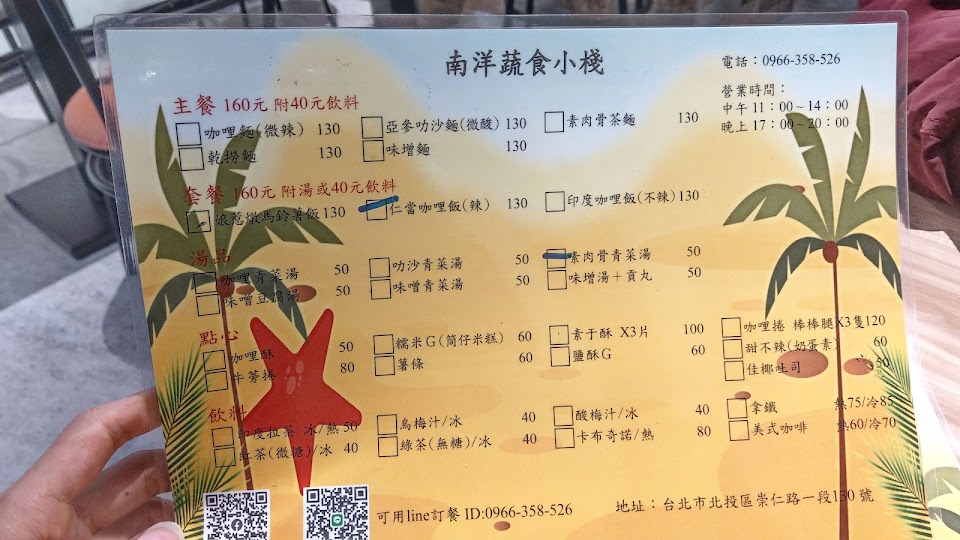 南洋蔬食小棧
電話：0966-358-526
營業時間：
中午 11：00~14：00
晚上 17：00~20：00
主餐 160元 附40元飲料
咖哩麵(微辣) 130 亞參叻沙麵(微酸) 130 素肉骨茶麵 130
乾撈麵 130 味增麵 130
套餐 160元 附湯或40元飲料
娘惹燉馬鈴薯飯 130 仁當咖哩飯(辣) 130 印度咖哩飯(不辣) 130
湯品
咖哩青菜湯 50 叻沙青菜湯 50 素肉骨青菜湯 50
味噌豆腐湯 50 味噌青菜湯 50 味增湯+貢丸 50
點心
咖哩酥 50 糯米G(筒仔米糕) 60 素干酥 X3片 100 咖哩捲 棒棒腿X3隻120
牛蒡捲 80 薯條 60 鹽酥G 60 甜不辣(奶蛋素) 60
佳椰吐司 50
飲料
印度拉茶 冰/熱 50 烏梅汁/冰 40 酸梅汁/冰 40 拿鐵 熱75/冷85
紅茶(微糖)/冰 40 綠茶(無糖)/冰 40 卡布奇諾/熱 80 美式咖啡 熱60/冷70
可用line訂餐 ID:0966-358-526
地址：台北市北投區崇仁路一段130 號